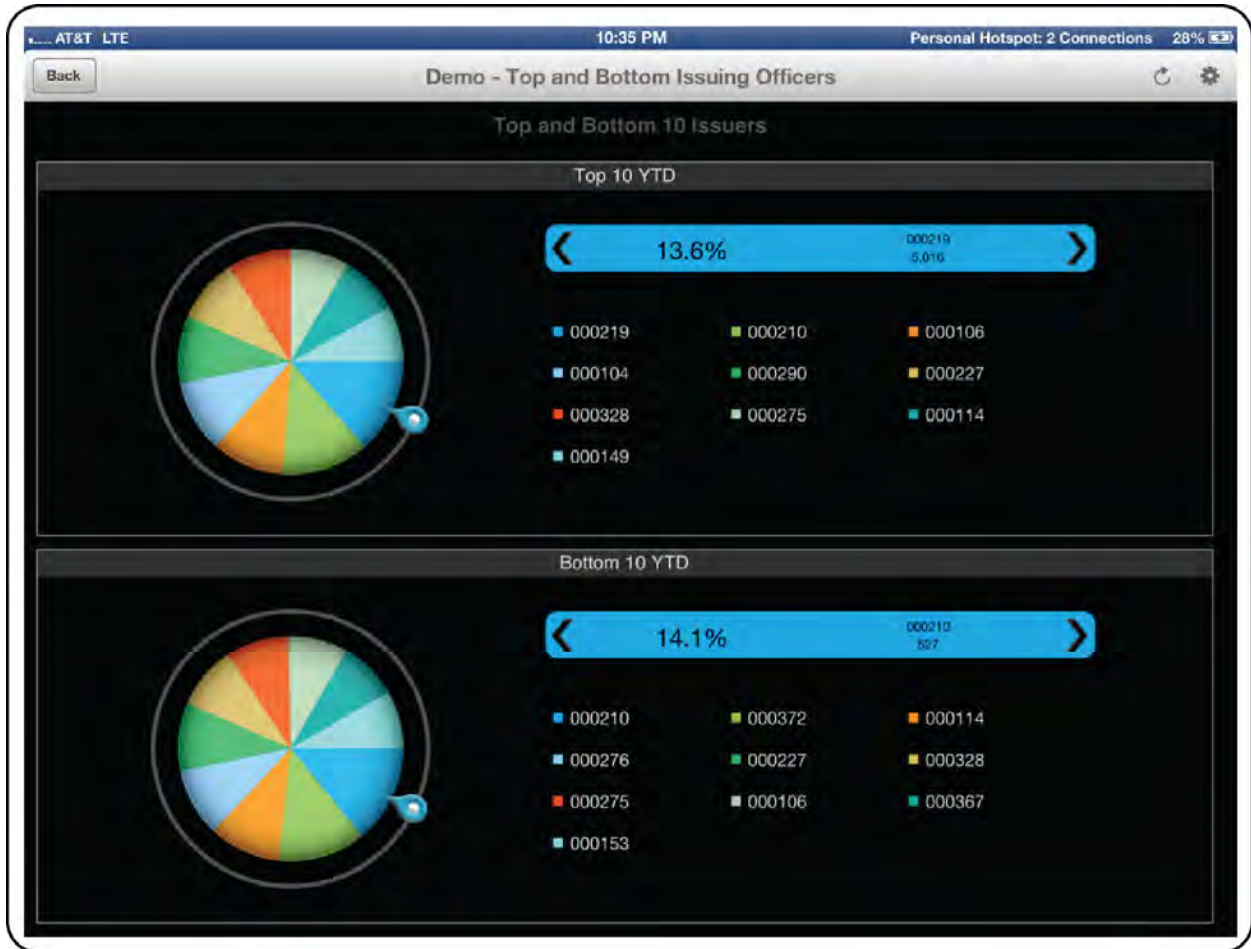 AT&T LTE 10:35 PM Personal Hotspot: 2 Connections 28%
Back Demo - Top and Bottom Issuing Officers
Top and Bottom 10 Issuers
Top 10 YTD
13.6% 000219
5,016
000219 000210 000106
000104 000290 000227
000328 000275 000114
000149
Bottom 10 YTD
14.1% 000210
527
000210 000372 000114
000276 000227 000328
000275 000106 000367
000153